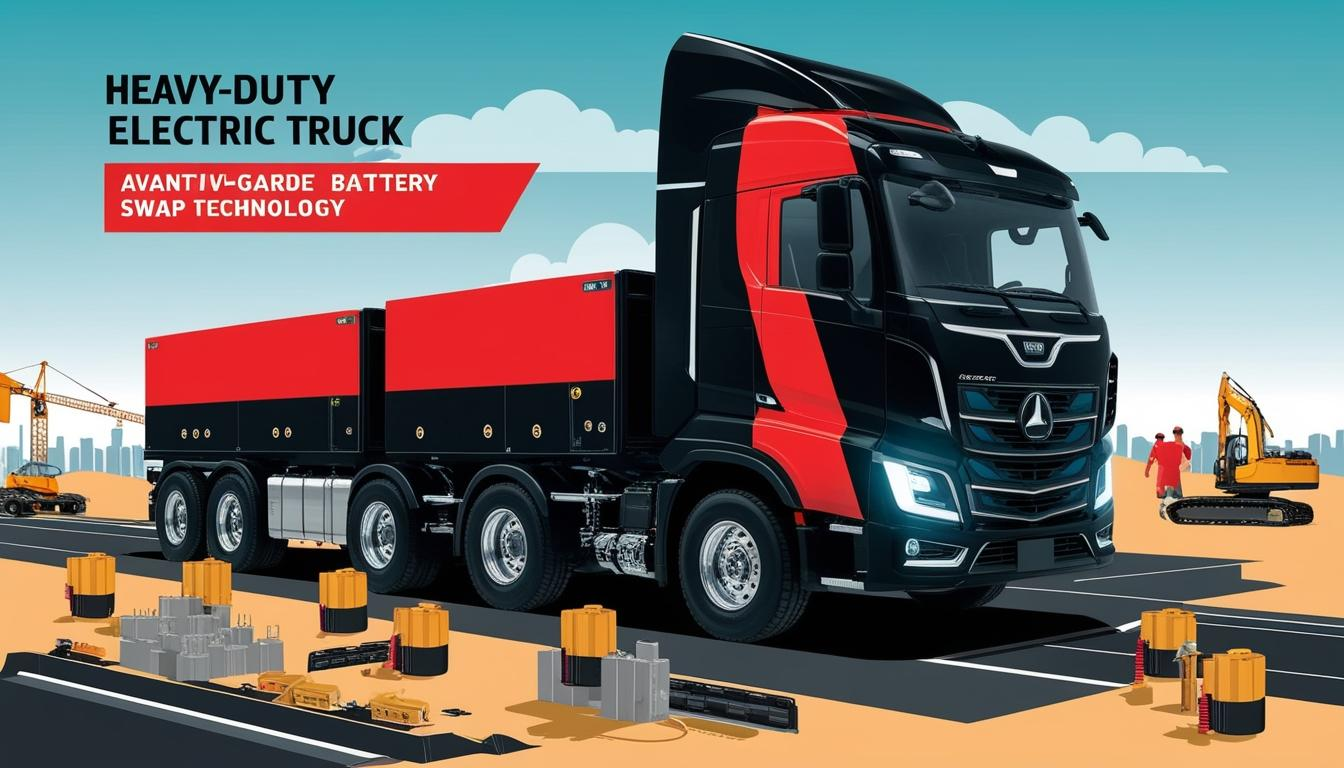 HEAVY-DUTY
ELECTRIC TRUCK
AVANTIV-GARDE BATTERY
SWAP TECHNOLOGY